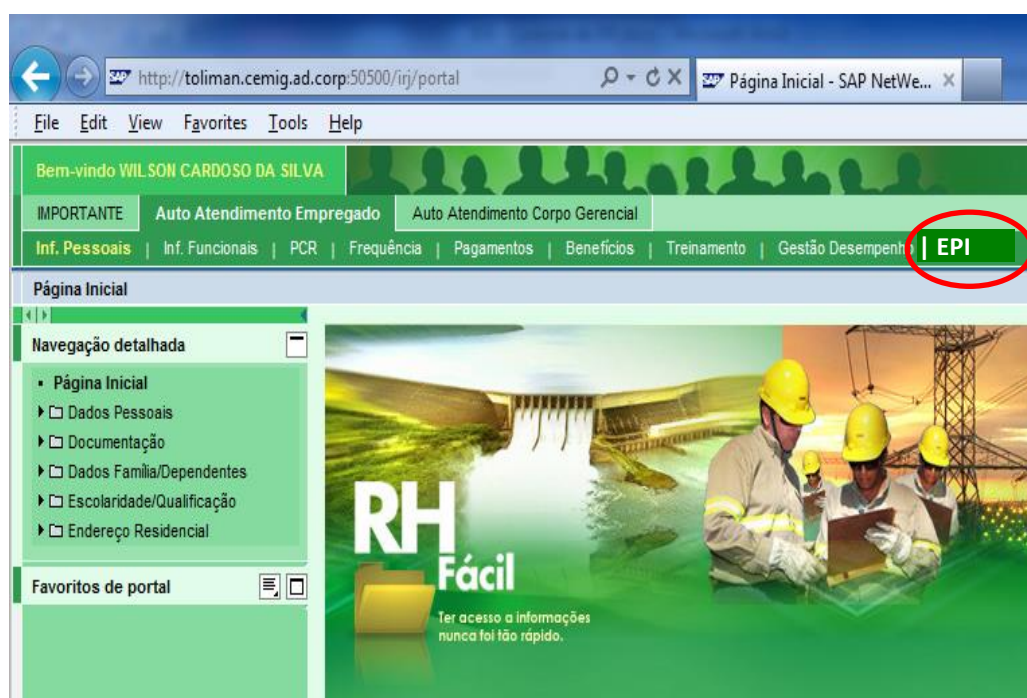 http://toliman.cemig.ad.corp:50500/irj/portal
Página Inicial - SAP NetWe...
File Edit View Favorites Tools Help
Bem-vindo WILSON CARDOSO DA SILVA
IMPORTANTE Auto Atendimento Empregado Auto Atendimento Corpo Gerencial
Inf. Pessoais | Inf. Funcionais | PCR | Frequência | Pagamentos | Benefícios | Treinamento | Gestão Desempenho | EPI
Página Inicial
Navegação detalhada
Página Inicial
Dados Pessoais
Documentação
Dados Família/Dependentes
Escolaridade/Qualificação
Endereço Residencial
Favoritos de portal
RH
Fácil
Ter acesso a informações
nunca foi tão rápido.